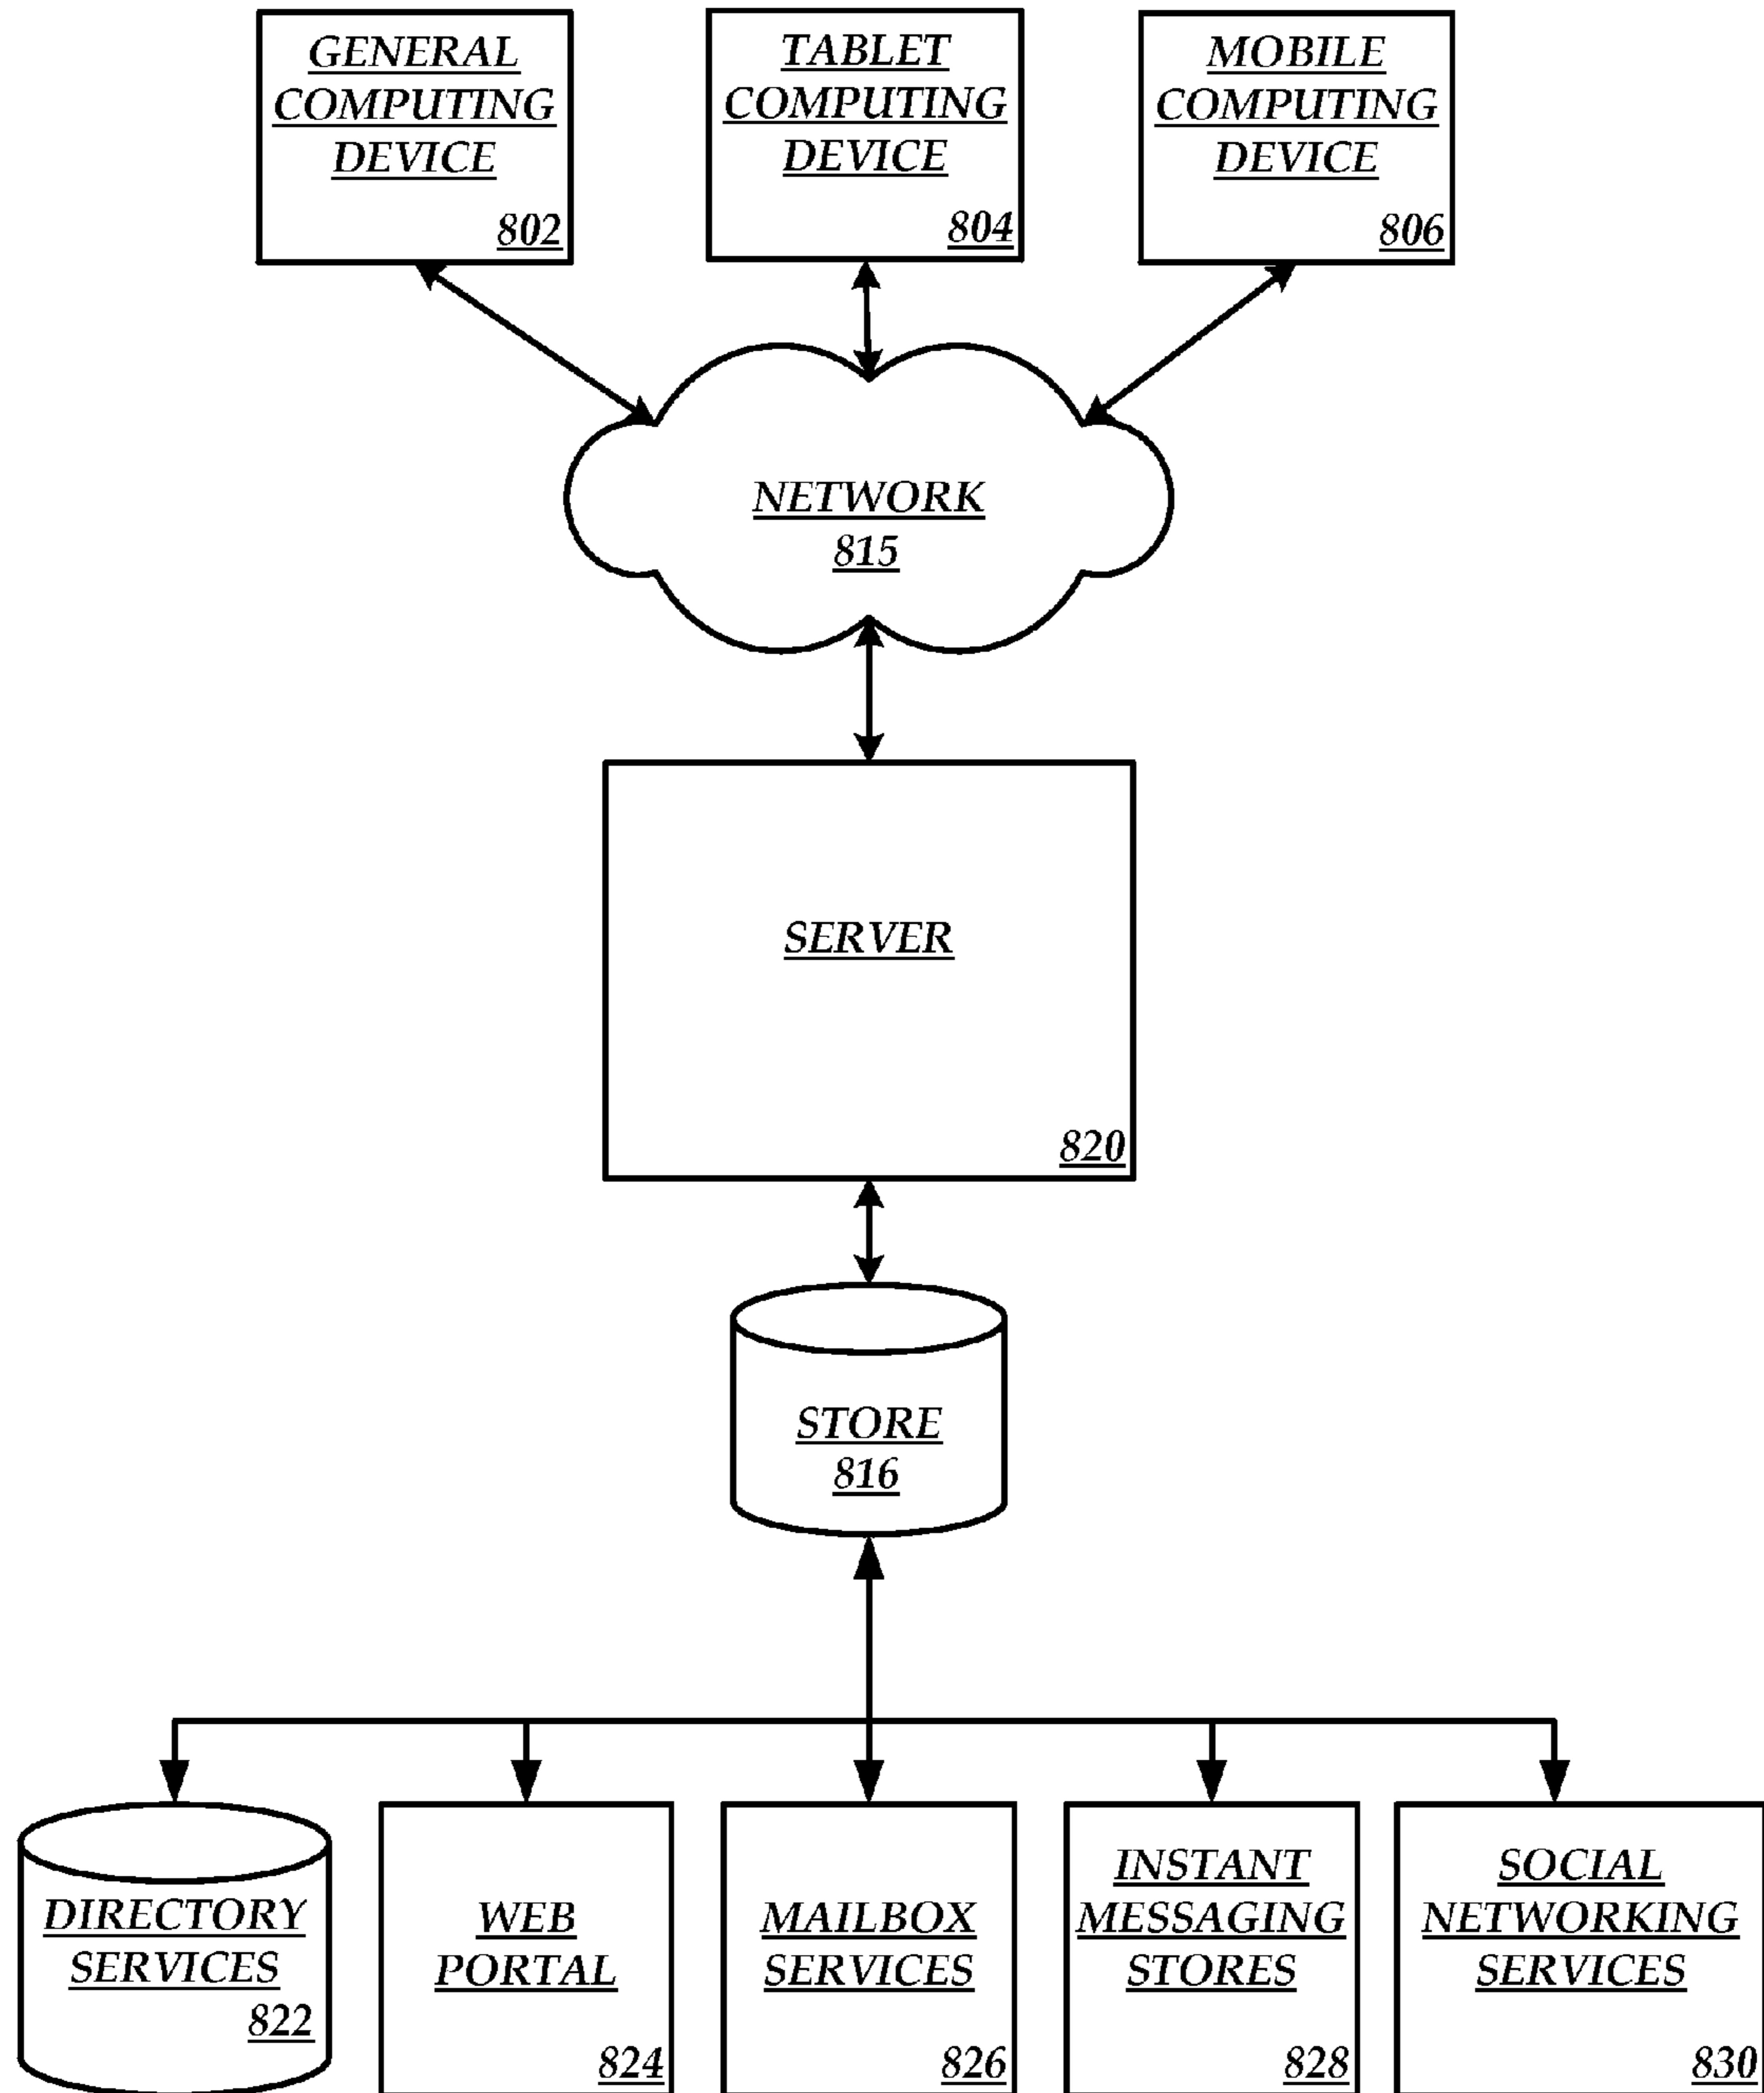 GENERAL
COMPUTING
DEVICE
802
TABLET
COMPUTING
DEVICE
804
MOBILE
COMPUTING
DEVICE
806
NETWORK
815
SERVER
820
STORE
816
DIRECTORY
SERVICES
822
WEB
PORTAL
824
MAILBOX
SERVICES
826
INSTANT
MESSAGING
STORES
828
SOCIAL
NETWORKING
SERVICES
830